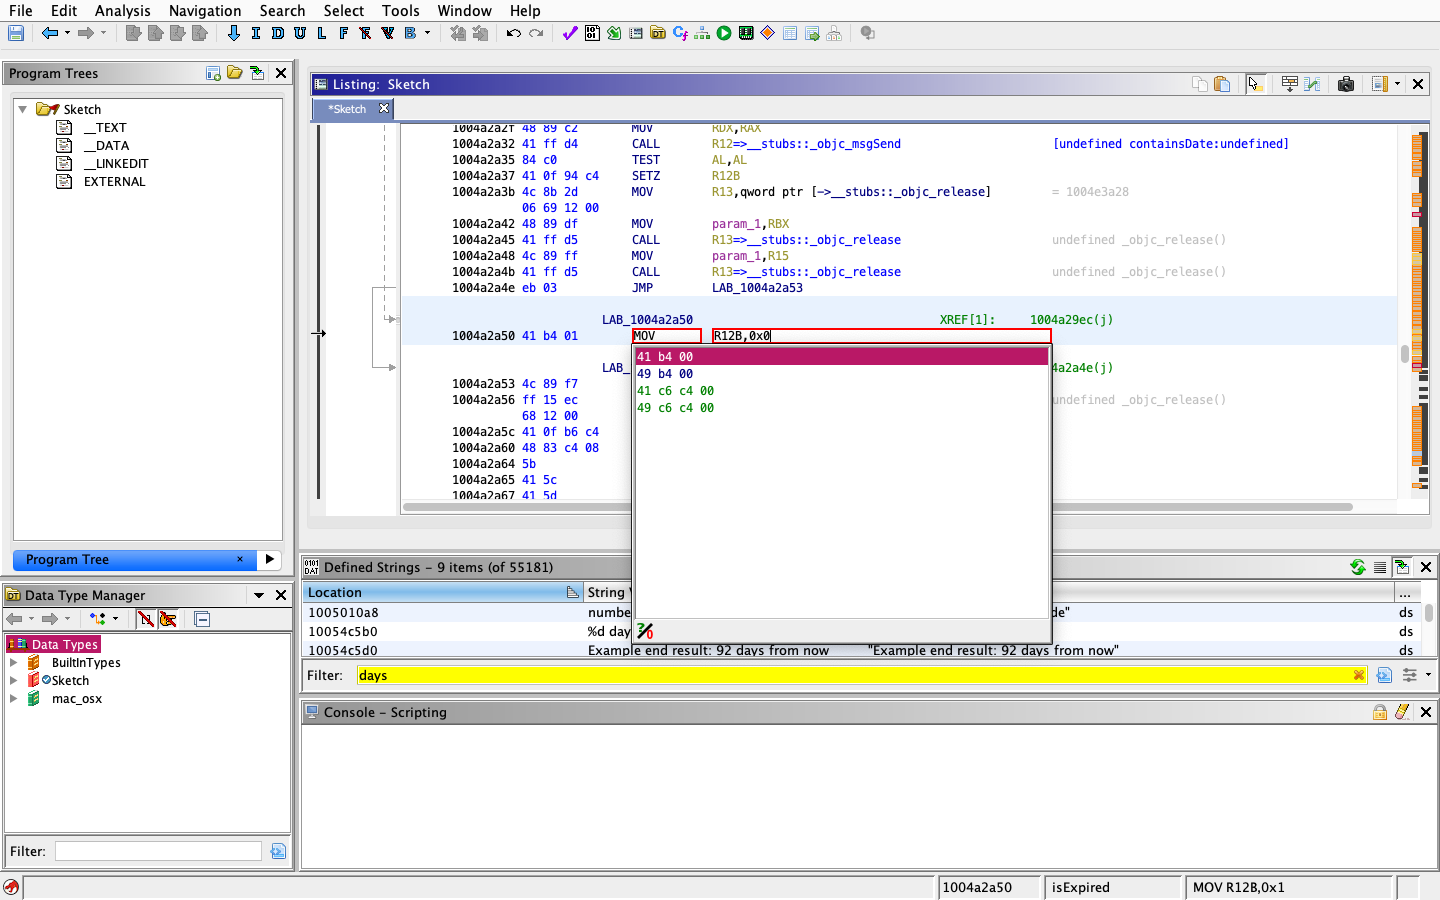 File Edit Analysis Navigation Search Select Tools Window Help
I D U L F F V B
Program Trees
Sketch
__TEXT
__DATA
__LINKEDIT
EXTERNAL
Program Tree ×
Data Type Manager
Data Types
BuiltInTypes
Sketch
mac_osx
Filter:
Listing: Sketch
*Sketch
1004a2a2f 48 89 c2 MOV RDX,RAX
1004a2a32 41 ff d4 CALL R12=>__stubs::_objc_msgSend [undefined containsDate:undefined]
1004a2a35 84 c0 TEST AL,AL
1004a2a37 41 0f 94 c4 SETZ R12B
1004a2a3b 4c 8b 2d MOV R13,qword ptr [->__stubs::_objc_release] = 1004e3a28
06 69 12 00
1004a2a42 48 89 df MOV param_1,RBX
1004a2a45 41 ff d5 CALL R13=>__stubs::_objc_release undefined _objc_release()
1004a2a48 4c 89 ff MOV param_1,R15
1004a2a4b 41 ff d5 CALL R13=>__stubs::_objc_release undefined _objc_release()
1004a2a4e eb 03 JMP LAB_1004a2a53
LAB_1004a2a50 XREF[1]: 1004a29ec(j)
1004a2a50 41 b4 01 MOV R12B,0x0
41 b4 00
49 b4 00
41 c6 c4 00
49 c6 c4 00
LAB_ 4a2a4e(j)
1004a2a53 4c 89 f7
1004a2a56 ff 15 ec undefined _objc_release()
68 12 00
1004a2a5c 41 0f b6 c4
1004a2a60 48 83 c4 08
1004a2a64 5b
1004a2a65 41 5c
1004a2a67 41 5d
Defined Strings - 9 items (of 55181)
Location String V ...
1005010a8 numbe de" ds
10054c5b0 %d day ds
10054c5d0 Example end result: 92 days from now "Example end result: 92 days from now" ds
Filter: days
Console - Scripting
1004a2a50 isExpired MOV R12B,0x1